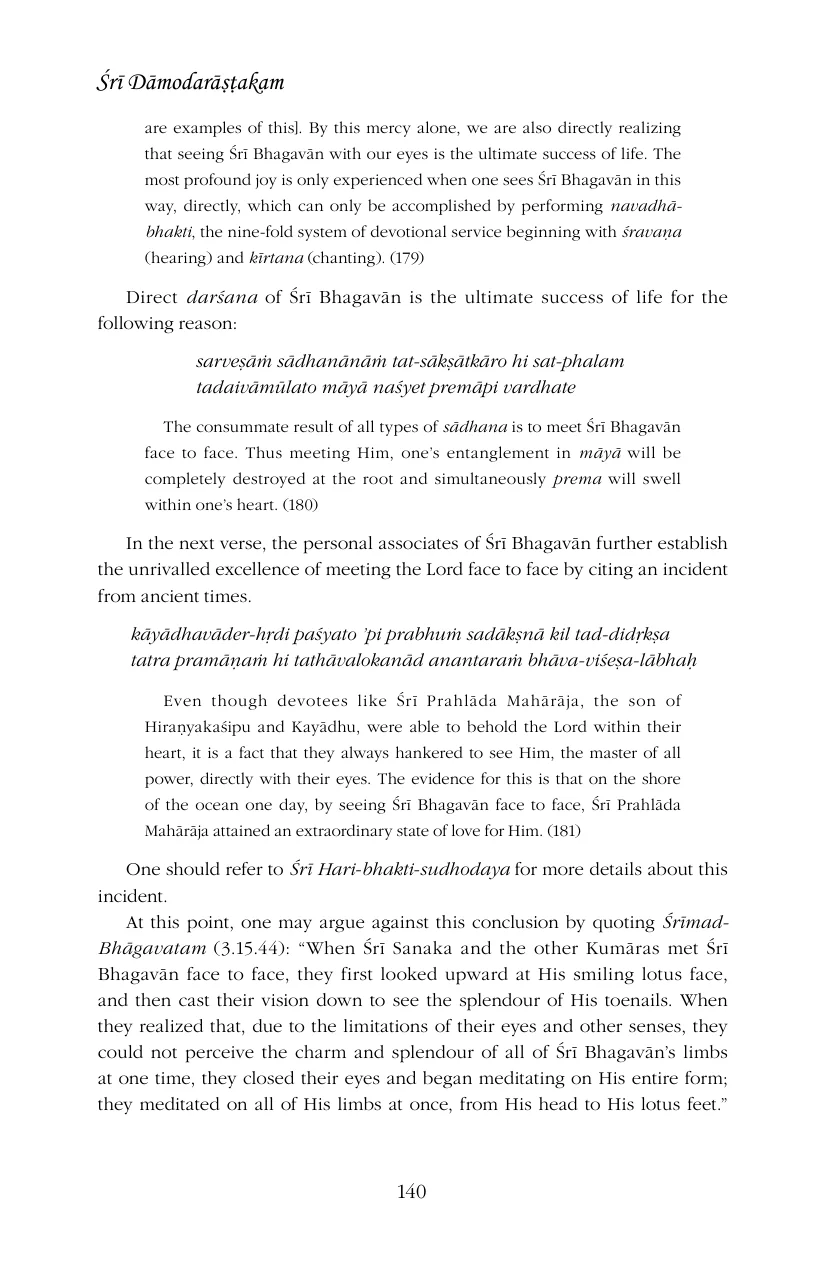 Śrī Dāmodarāṣṭakam
are examples of this]. By this mercy alone, we are also directly realizing
that seeing Śrī Bhagavān with our eyes is the ultimate success of life. The
most profound joy is only experienced when one sees Śrī Bhagavān in this
way, directly, which can only be accomplished by performing navadhā-
bhakti, the nine-fold system of devotional service beginning with śravaṇa
(hearing) and kīrtana (chanting). (179)
Direct darśana of Śrī Bhagavān is the ultimate success of life for the
following reason:
sarveṣāṁ sādhanānāṁ tat-sākṣātkāro hi sat-phalam
tadaivāmūlato māyā naśyet premāpi vardhate
The consummate result of all types of sādhana is to meet Śrī Bhagavān
face to face. Thus meeting Him, one’s entanglement in māyā will be
completely destroyed at the root and simultaneously prema will swell
within one’s heart. (180)
In the next verse, the personal associates of Śrī Bhagavān further establish
the unrivalled excellence of meeting the Lord face to face by citing an incident
from ancient times.
kāyādhavāder-hṛdi paśyato ’pi prabhuṁ sadākṣnā kil tad-didṛkṣa
tatra pramāṇaṁ hi tathāvalokanād anantaraṁ bhāva-viśeṣa-lābhaḥ
Even though devotees like Śrī Prahlāda Mahārāja, the son of
Hiraṇyakaśipu and Kayādhu, were able to behold the Lord within their
heart, it is a fact that they always hankered to see Him, the master of all
power, directly with their eyes. The evidence for this is that on the shore
of the ocean one day, by seeing Śrī Bhagavān face to face, Śrī Prahlāda
Mahārāja attained an extraordinary state of love for Him. (181)
One should refer to Śrī Hari-bhakti-sudhodaya for more details about this
incident.
At this point, one may argue against this conclusion by quoting Śrīmad-
Bhāgavatam (3.15.44): “When Śrī Sanaka and the other Kumāras met Śrī
Bhagavān face to face, they first looked upward at His smiling lotus face,
and then cast their vision down to see the splendour of His toenails. When
they realized that, due to the limitations of their eyes and other senses, they
could not perceive the charm and splendour of all of Śrī Bhagavān’s limbs
at one time, they closed their eyes and began meditating on His entire form;
they meditated on all of His limbs at once, from His head to His lotus feet.”
140